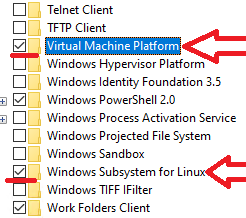 Telnet Client
TFTP Client
Virtual Machine Platform
Windows Hypervisor Platform
Windows Identity Foundation 3.5
Windows PowerShell 2.0
Windows Process Activation Service
Windows Projected File System
Windows Sandbox
Windows Subsystem for Linux
Windows TIFF IFilter
Work Folders Client